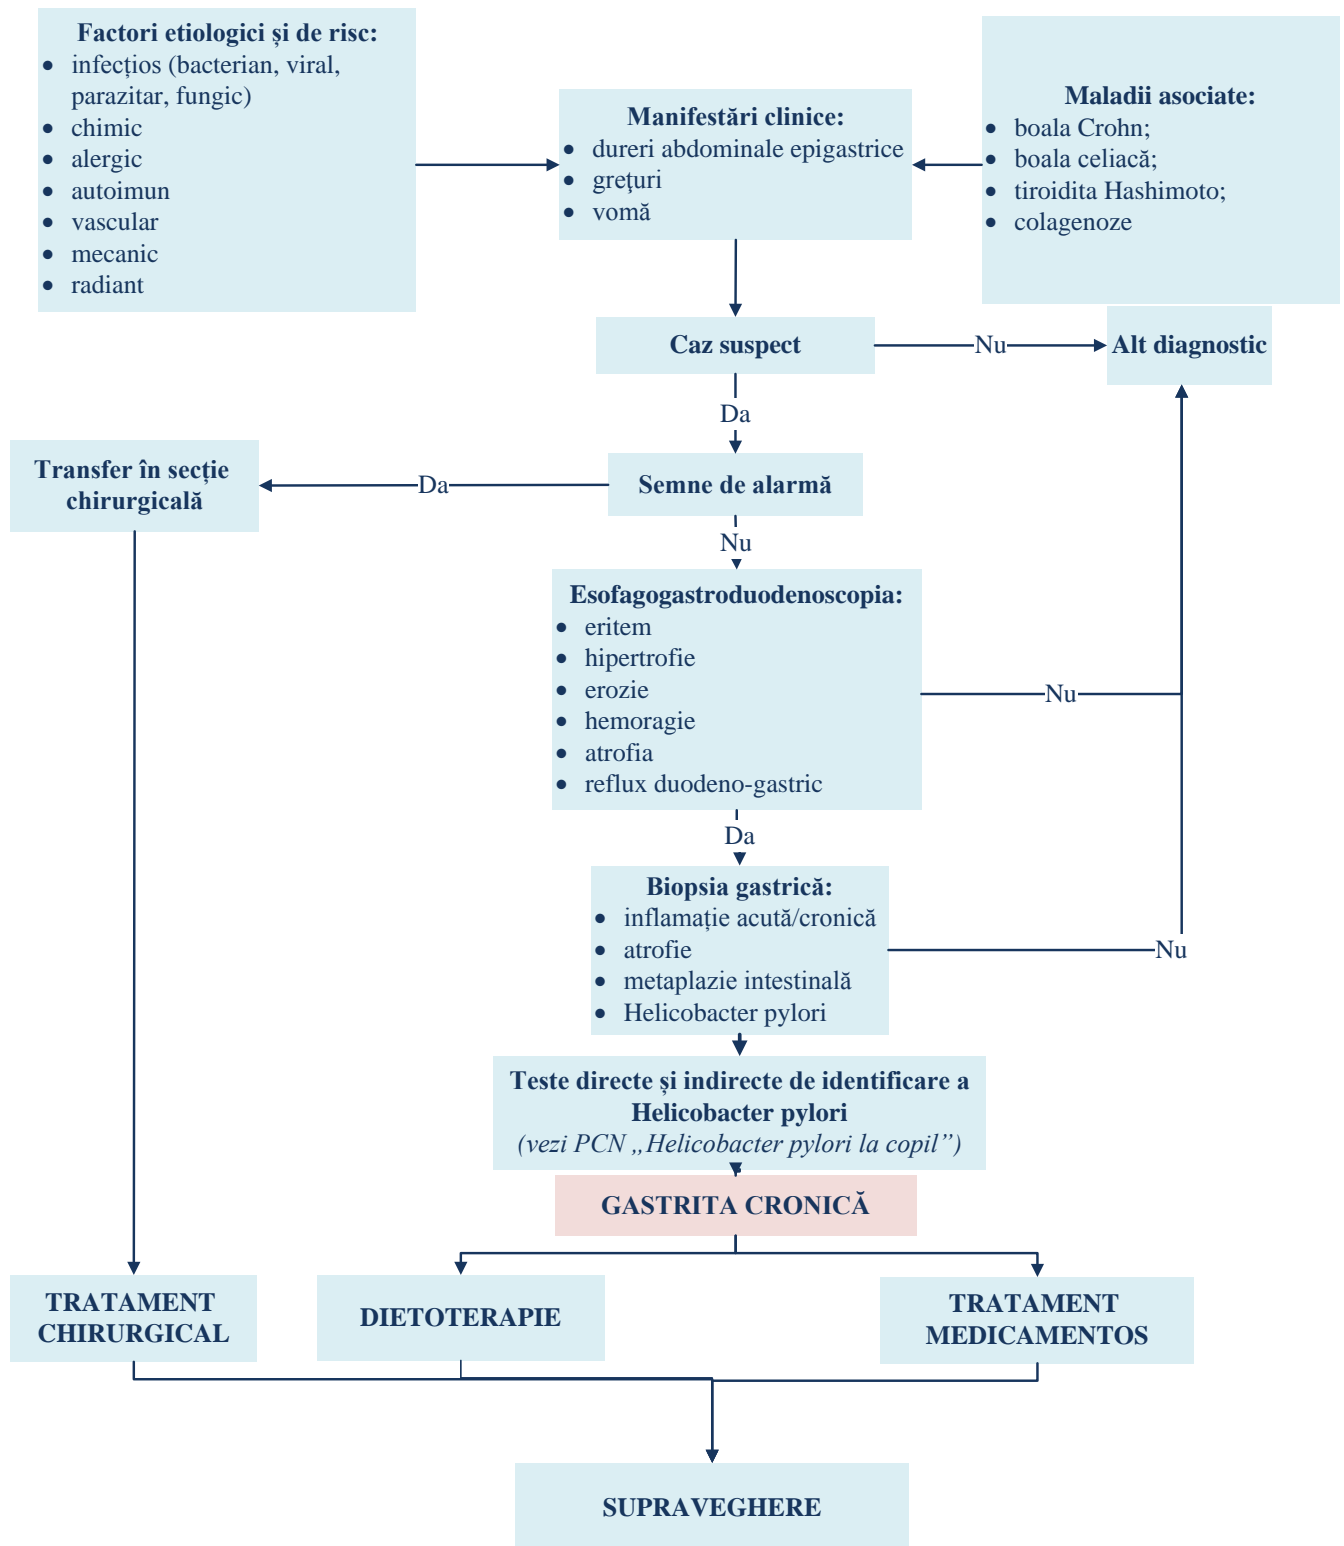 Factori etiologici și de risc:
• infecțios (bacterian, viral,
parazitar, fungic)
• chimic
• alergic
• autoimun
• vascular
• mecanic
• radiant
Manifestări clinice:
• dureri abdominale epigastrice
• greţuri
• vomă
Maladii asociate:
• boala Crohn;
• boala celiacă;
• tiroidita Hashimoto;
• colagenoze
Caz suspect
Nu
Alt diagnostic
Da
Transfer în secție
chirurgicală
Da
Semne de alarmă
Nu
Esofagogastroduodenoscopia:
• eritem
• hipertrofie
• erozie
• hemoragie
• atrofia
• reflux duodeno-gastric
Nu
Da
Biopsia gastrică:
• inflamație acută/cronică
• atrofie
• metaplazie intestinală
• Helicobacter pylori
Nu
Teste directe și indirecte de identificare a
Helicobacter pylori
(vezi PCN „Helicobacter pylori la copil”)
GASTRITA CRONICĂ
TRATAMENT
CHIRURGICAL
DIETOTERAPIE
TRATAMENT
MEDICAMENTOS
SUPRAVEGHERE